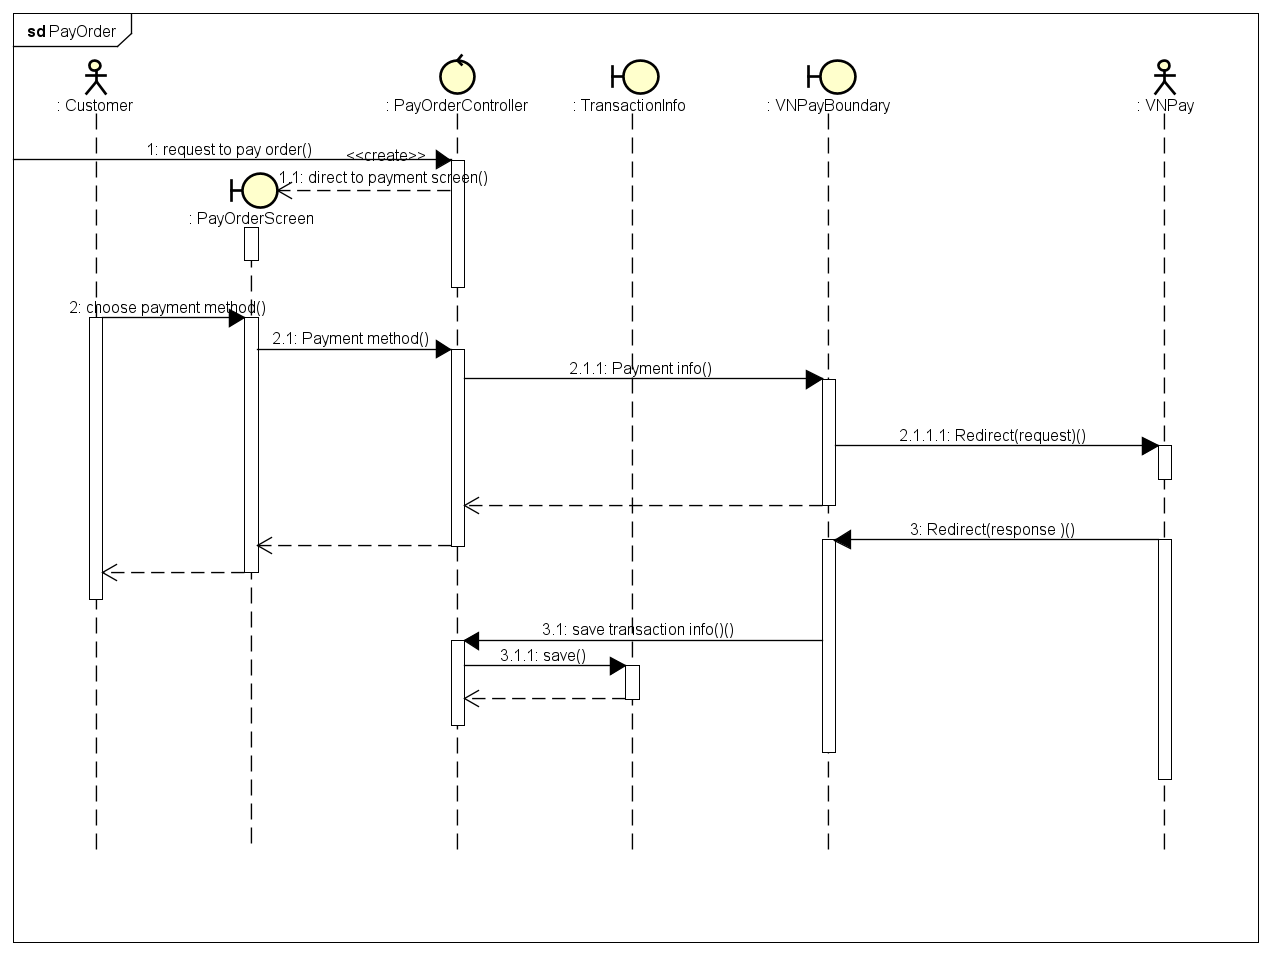 sd PayOrder
: Customer
: PayOrderController
: TransactionInfo
: VNPayBoundary
: VNPay
1: request to pay order()
<<create>>
1.1: direct to payment screen()
: PayOrderScreen
2: choose payment method()
2.1: Payment method()
2.1.1: Payment info()
2.1.1.1: Redirect(request)()
3: Redirect(response )()
3.1: save transaction info()()
3.1.1: save()